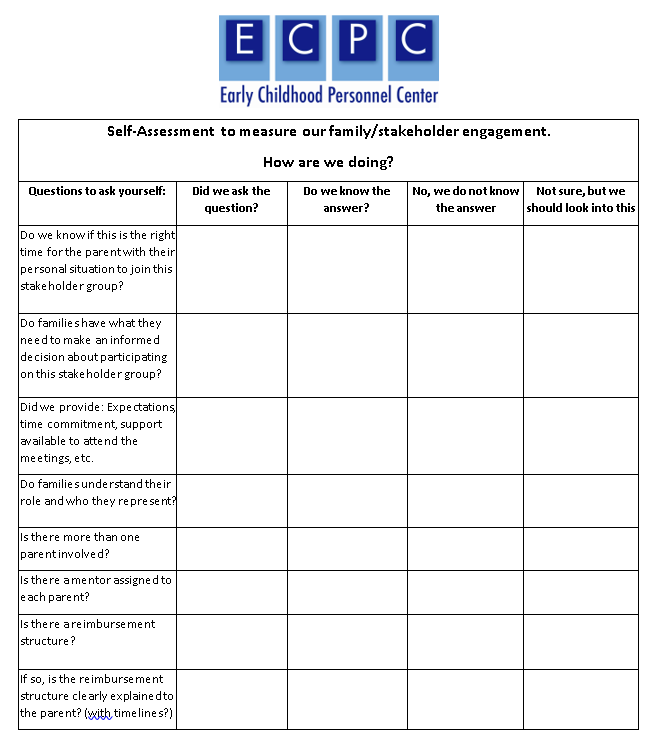 E C P C
Early Childhood Personnel Center
Self-Assessment to measure our family/stakeholder engagement.
How are we doing?
Questions to ask yourself:
Did we ask the
question?
Do we know the
answer?
No, we do not know
the answer
Not sure, but we
should look into this
Do we know if this is the right
time for the parent with their
personal situation to join this
stakeholder group?
Do families have what they
need to make an informed
decision about participating
on this stakeholder group?
Did we provide: Expectations,
time commitment, support
available to attend the
meetings, etc.
Do families understand their
role and who they represent?
Is there more than one
parent involved?
Is there a mentor assigned to
each parent?
Is there a reimbursement
structure?
If so, is the reimbursement
structure clearly explained to
the parent? (with timelines?)